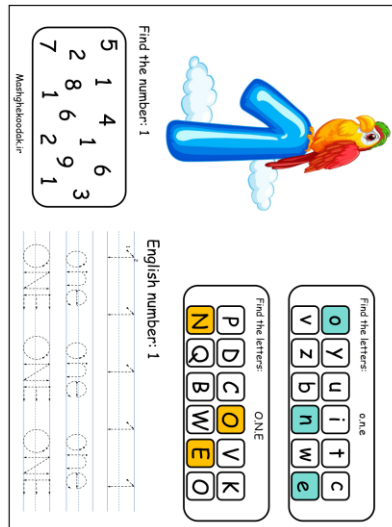 1
Find the letters: o.n.e
o y u i t c
v z b n w e
Find the letters: O.N.E
P D C O V K
N Q B W E O
Find the number: 1
5 4 6
1 1 3
2 8 6 9
7 1 2 1
Mashghekoodak.ir
English number: 1
1 1 1 1 1
one one one
ONE ONE ONE